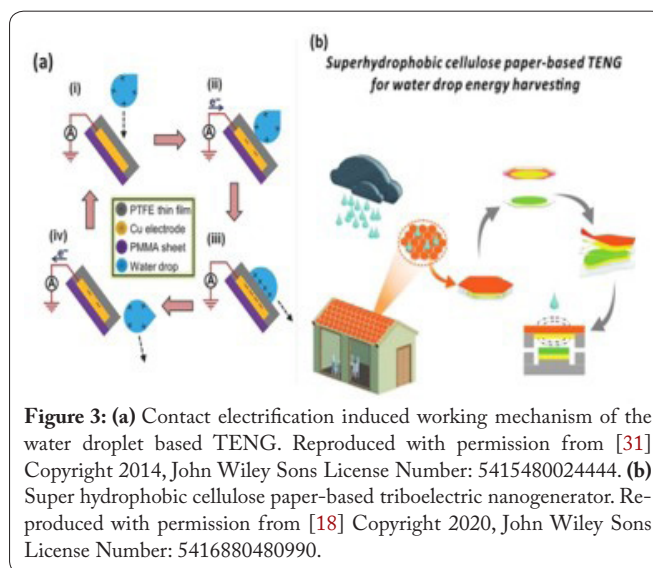 (a)
(i)
(ii)
e-
A
A
PTFE thin film
Cu electrode
PMMA sheet
Water drop
(iv)
(iii)
e-
A
A
(b)
Superhydrophobic cellulose paper-based TENG
for water drop energy harvesting
Figure 3: (a) Contact electrification induced working mechanism of the
water droplet based TENG. Reproduced with permission from [31]
Copyright 2014, John Wiley Sons License Number: 5415480024444. (b)
Super hydrophobic cellulose paper-based triboelectric nanogenerator. Re-
produced with permission from [18] Copyright 2020, John Wiley Sons
License Number: 5416880480990.